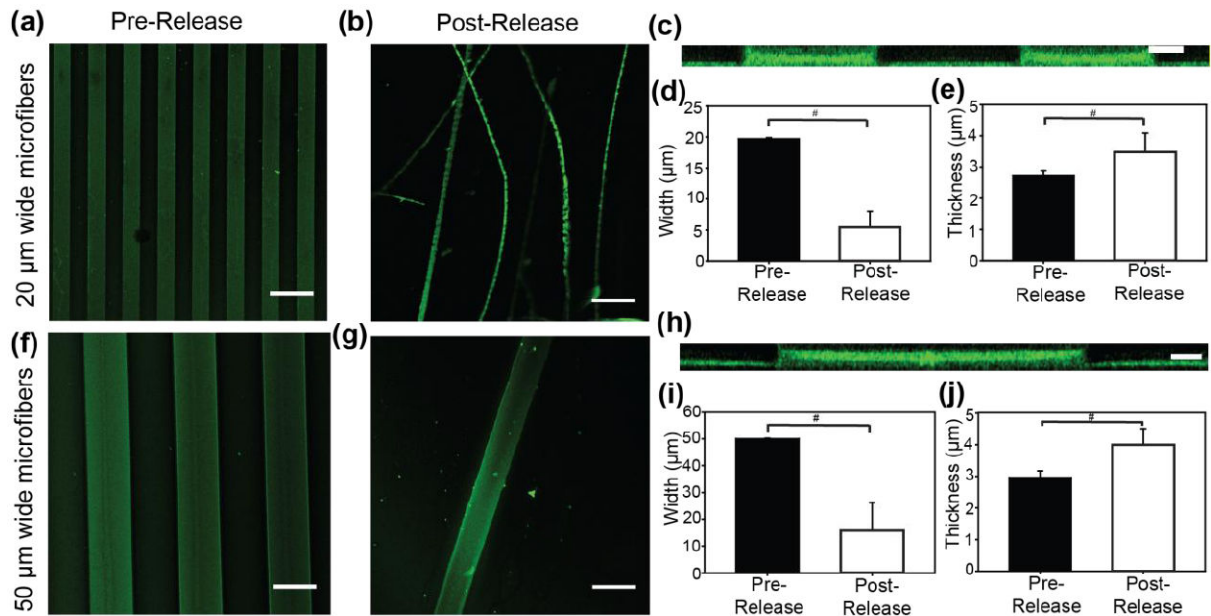 (a) Pre-Release
(b) Post-Release
(c)
20 µm wide microfibers
(d)
25
20
15
10
5
0
Width (µm)
#
Pre-
Release
Post-
Release
(e)
5
4
3
2
1
0
Thickness (µm)
#
Pre-
Release
Post-
Release
50 µm wide microfibers
(f)
(g)
(h)
(i)
60
50
40
30
20
10
0
Width (µm)
#
Pre-
Release
Post-
Release
(j)
5
4
3
2
1
0
Thickness (µm)
#
Pre-
Release
Post-
Release